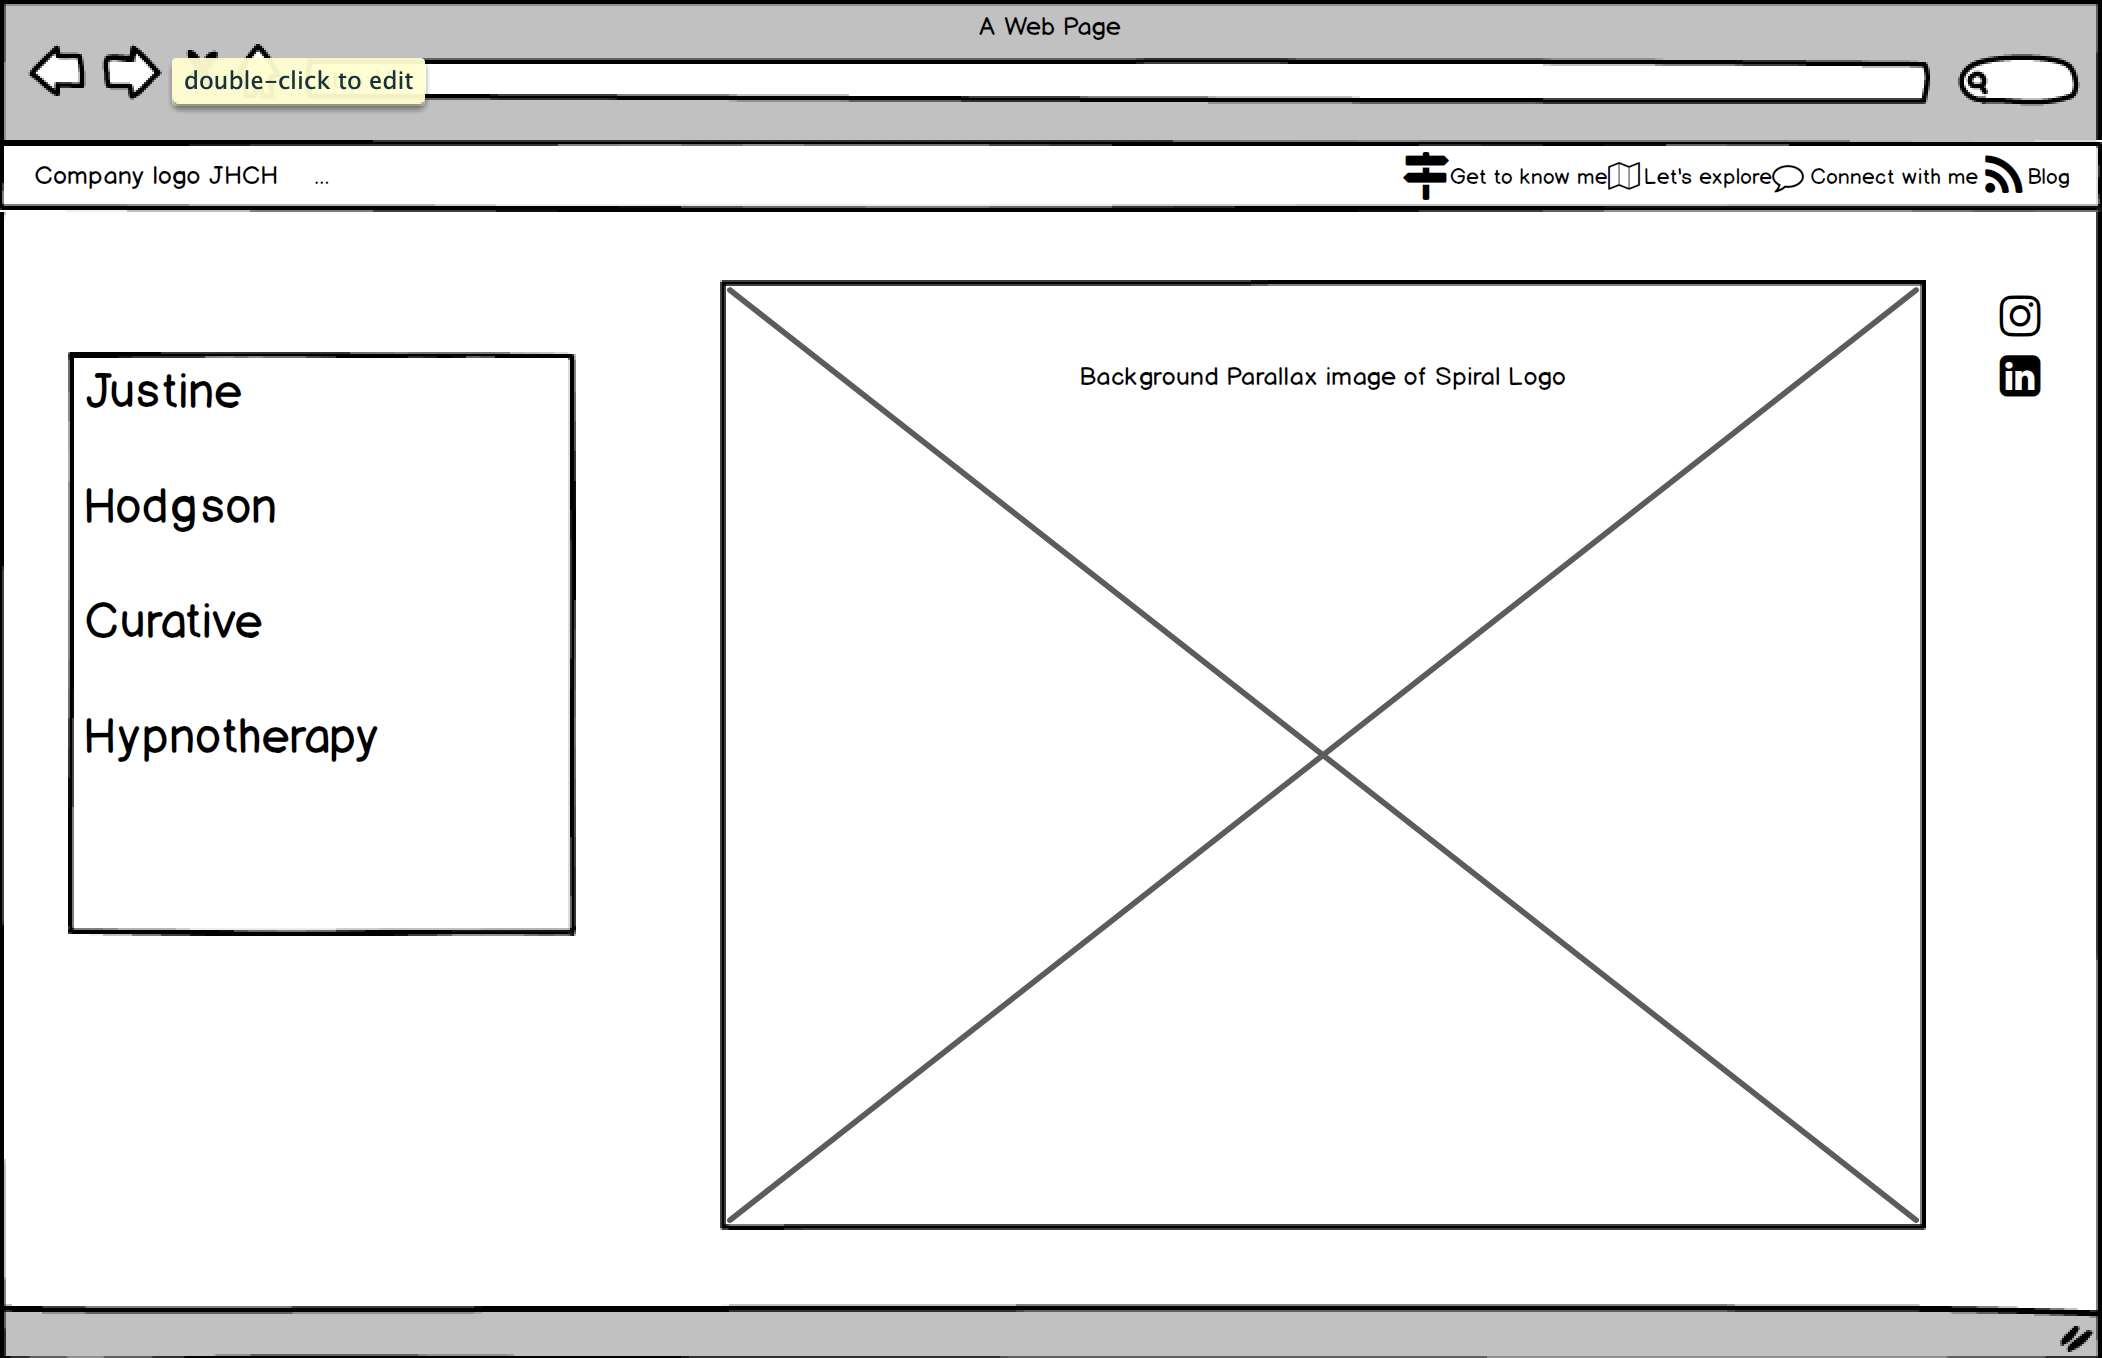 A Web Page
double-click to edit
Company logo JHCH ...
Get to know me Let's explore Connect with me Blog
Background Parallax image of Spiral Logo
in
Justine
Hodgson
Curative
Hypnotherapy